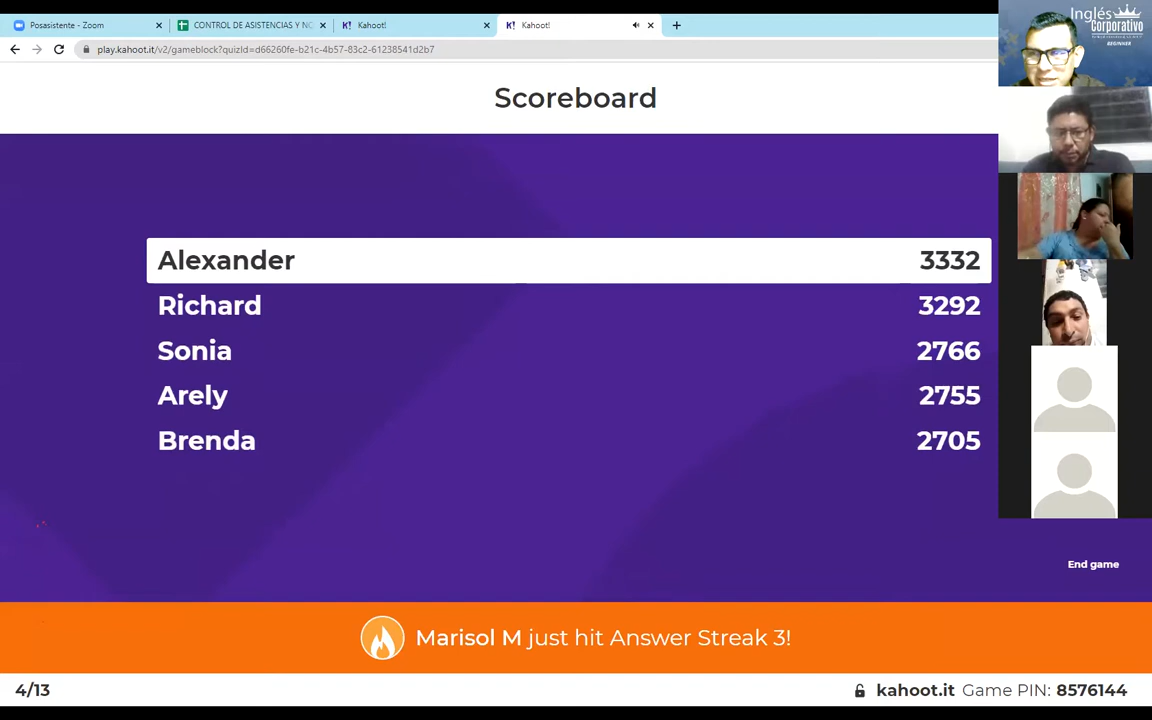 Posasistente - Zoom
CONTROL DE ASISTENCIAS Y NO
Kahoot!
Kahoot!
play.kahoot.it/v2/gameblock?quizId=d66260fe-b21c-4b57-83c2-61238541d2b7
Inglés
Corporativo
BEGINNER
Scoreboard
Alexander 3332
Richard 3292
Sonia 2766
Arely 2755
Brenda 2705
End game
Marisol M just hit Answer Streak 3!
4/13
kahoot.it Game PIN: 8576144